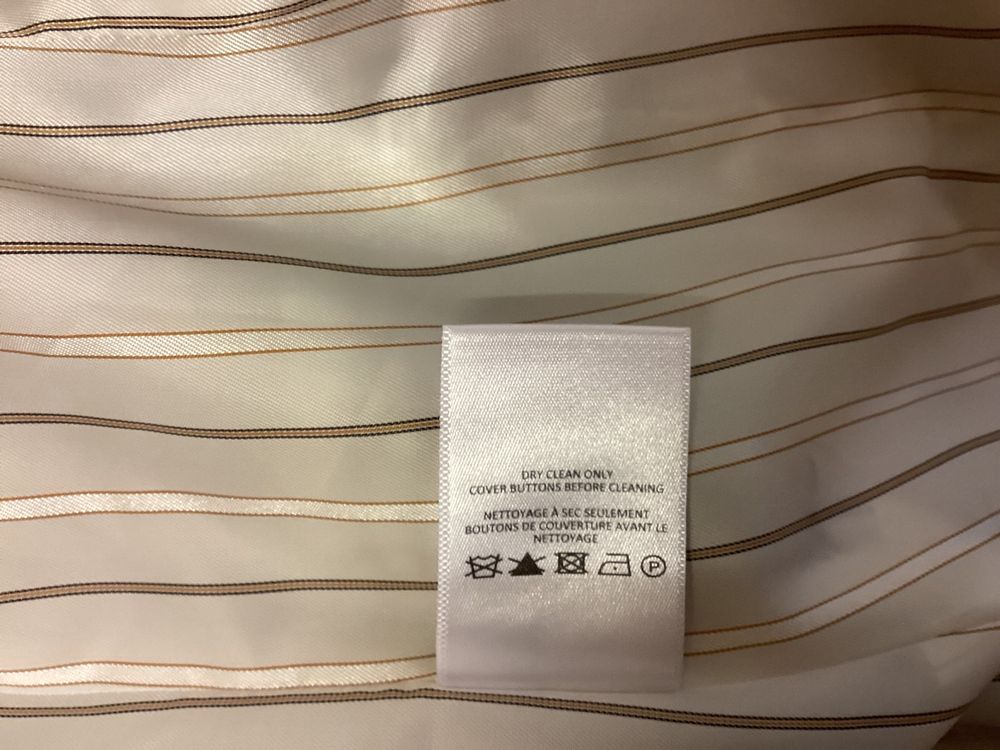 DRY CLEAN ONLY
COVER BUTTONS BEFORE CLEANING
NETTOYAGE À SEC SEULEMENT
BOUTONS DE COUVERTURE AVANT LE
NETTOYAGE
P